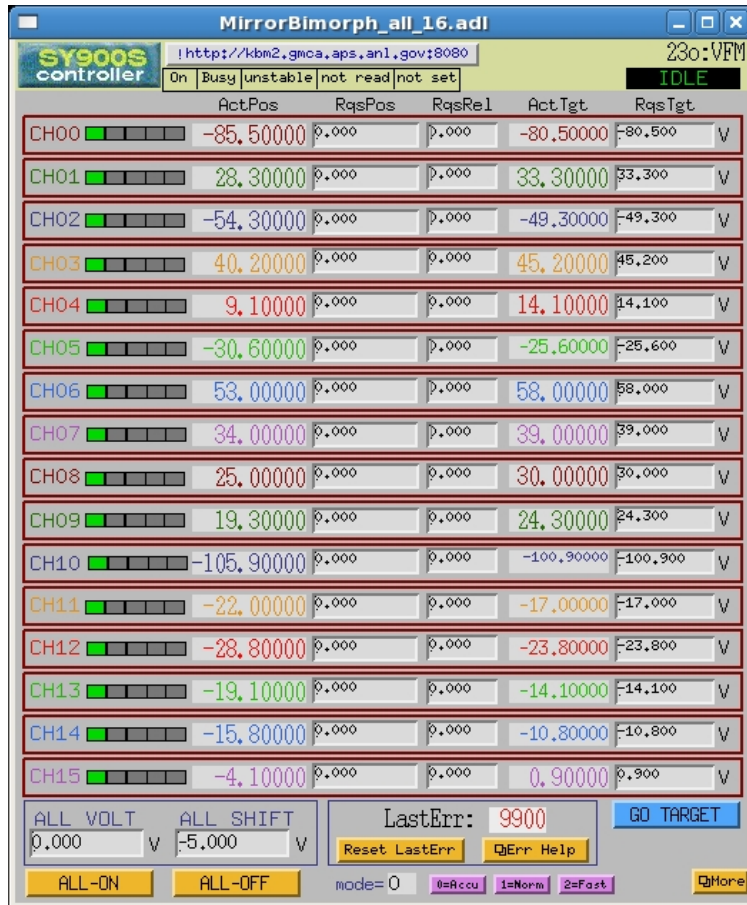 MirrorBimorph_all_16.adl
SY900S controller !http://kbm2.gmca.aps.anl.gov:8080 23o:VFM
On Busy unstable not read not set IDLE
ActPos RqsPos RqsRel ActTgt RqsTgt
CH00 -85.50000 0.000 0.000 -80.50000 -80.500 V
CH01 28.30000 0.000 0.000 33.30000 33.300 V
CH02 -54.30000 0.000 0.000 -49.30000 -49.300 V
CH03 40.20000 0.000 0.000 45.20000 45.200 V
CH04 9.10000 0.000 0.000 14.10000 14.100 V
CH05 -30.60000 0.000 0.000 -25.60000 -25.600 V
CH06 53.00000 0.000 0.000 58.00000 58.000 V
CH07 34.00000 0.000 0.000 39.00000 39.000 V
CH08 25.00000 0.000 0.000 30.00000 30.000 V
CH09 19.30000 0.000 0.000 24.30000 24.300 V
CH10 -105.90000 0.000 0.000 -100.90000 -100.900 V
CH11 -22.00000 0.000 0.000 -17.00000 -17.000 V
CH12 -28.80000 0.000 0.000 -23.80000 -23.800 V
CH13 -19.10000 0.000 0.000 -14.10000 -14.100 V
CH14 -15.80000 0.000 0.000 -10.80000 -10.800 V
CH15 -4.10000 0.000 0.000 0.90000 0.900 V
ALL VOLT ALL SHIFT LastErr: 9900 GO TARGET
0.000 V -5.000 V Reset LastErr Err Help
ALL-ON ALL-OFF mode= 0 0=Accu 1=Norm 2=Fast More